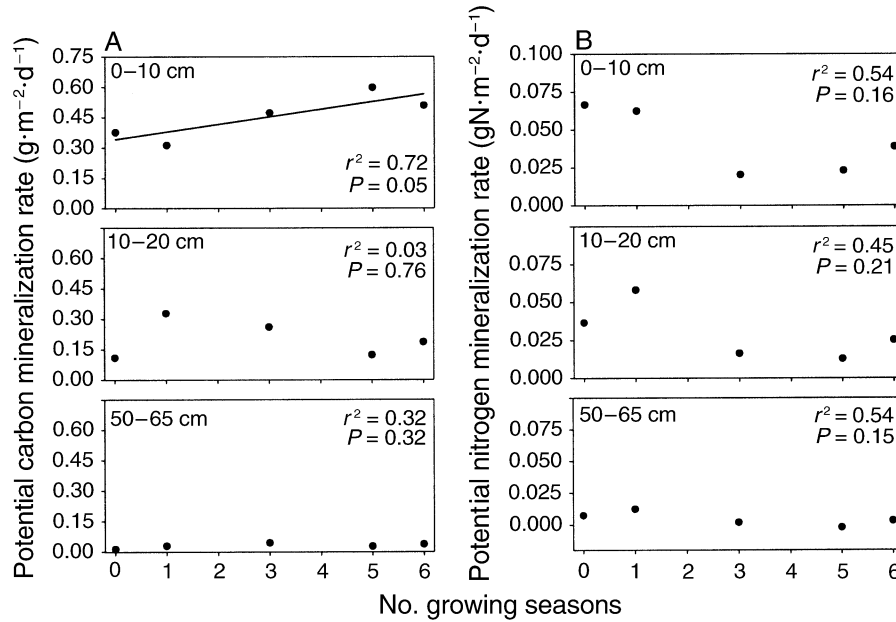 A
Potential carbon mineralization rate (g·m⁻²·d⁻¹)
0.75
0.60
0.45
0.30
0.15
0.00
0–10 cm
r² = 0.72
P = 0.05
0.60
0.45
0.30
0.15
0.00
10–20 cm
r² = 0.03
P = 0.76
0.60
0.45
0.30
0.15
0.00
50–65 cm
r² = 0.32
P = 0.32
0 1 2 3 4 5 6
B
Potential nitrogen mineralization rate (gN·m⁻²·d⁻¹)
0.100
0.075
0.050
0.025
0.000
0–10 cm
r² = 0.54
P = 0.16
0.075
0.050
0.025
0.000
10–20 cm
r² = 0.45
P = 0.21
0.075
0.050
0.025
0.000
50–65 cm
r² = 0.54
P = 0.15
0 1 2 3 4 5 6
No. growing seasons